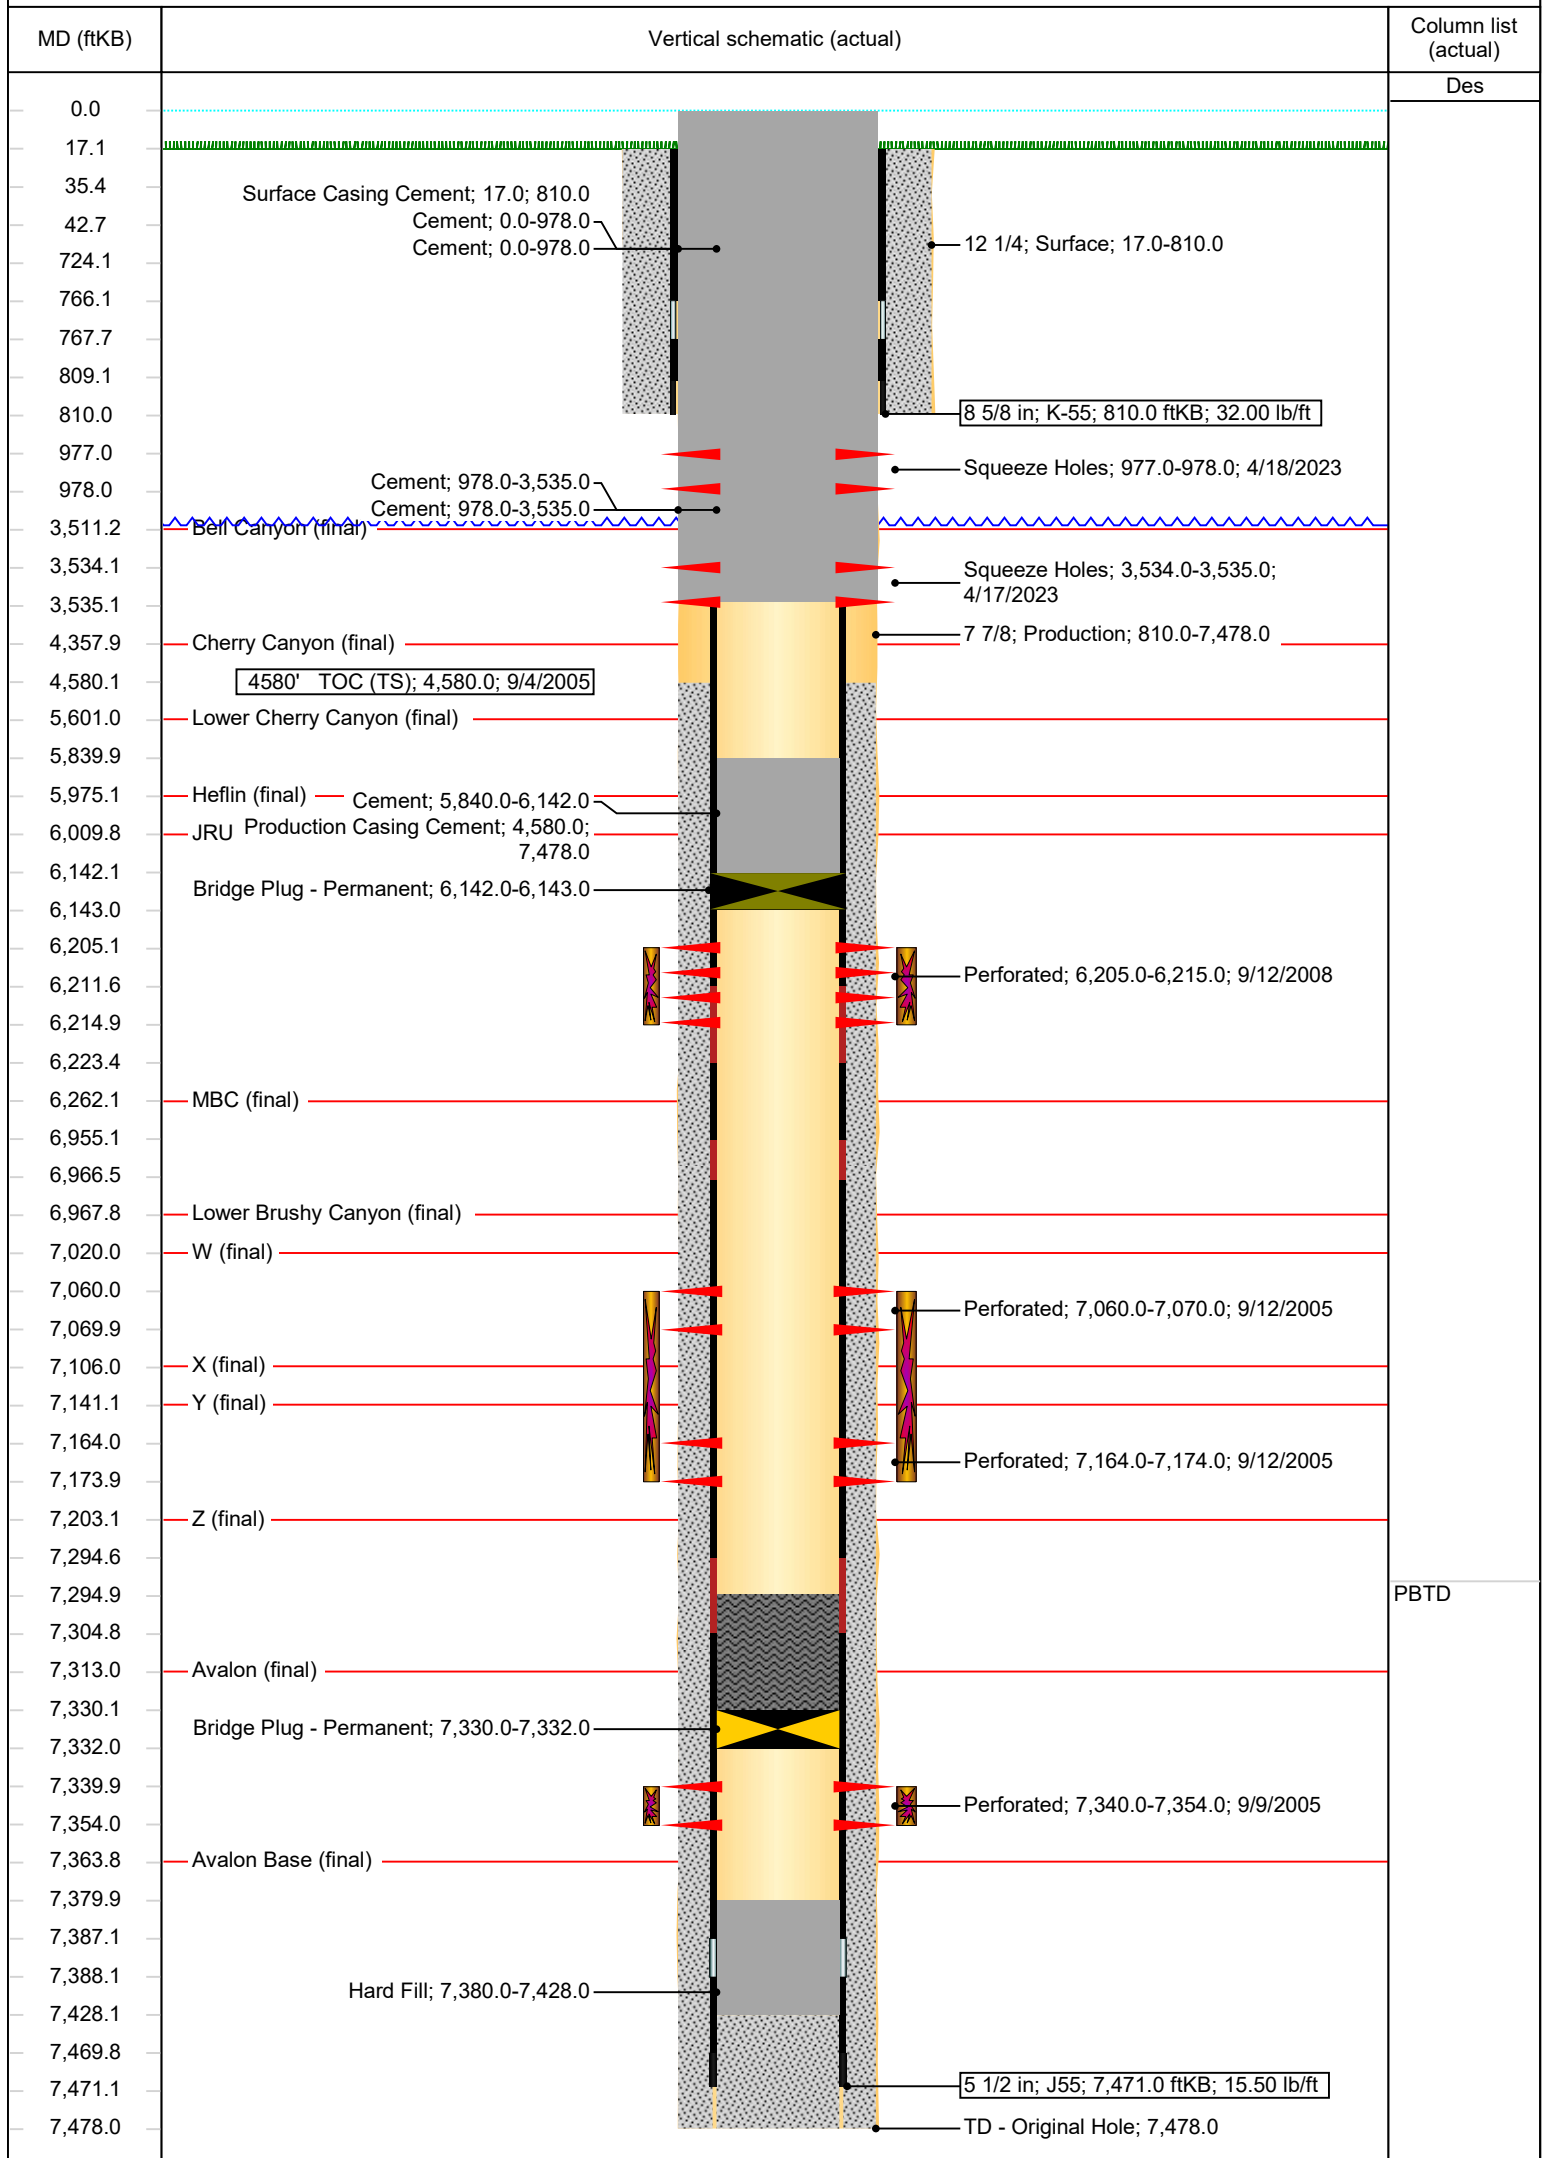 MD (ftKB)
Vertical schematic (actual)
Column list
(actual)
Des
0.0
17.1
35.4
42.7
724.1
766.1
767.7
809.1
810.0
977.0
978.0
3,511.2
3,534.1
3,535.1
4,357.9
4,580.1
5,601.0
5,839.9
5,975.1
6,009.8
6,142.1
6,143.0
6,205.1
6,211.6
6,214.9
6,223.4
6,262.1
6,955.1
6,966.5
6,967.8
7,020.0
7,060.0
7,069.9
7,106.0
7,141.1
7,164.0
7,173.9
7,203.1
7,294.6
7,294.9
7,304.8
7,313.0
7,330.1
7,332.0
7,339.9
7,354.0
7,363.8
7,379.9
7,387.1
7,388.1
7,428.1
7,469.8
7,471.1
7,478.0
Surface Casing Cement; 17.0; 810.0
Cement; 0.0-978.0
Cement; 0.0-978.0
Cement; 978.0-3,535.0
Cement; 978.0-3,535.0
Bell Canyon (final)
Cherry Canyon (final)
4580' TOC (TS); 4,580.0; 9/4/2005
Lower Cherry Canyon (final)
Heflin (final)
Cement; 5,840.0-6,142.0
JRU
Production Casing Cement; 4,580.0;
7,478.0
Bridge Plug - Permanent; 6,142.0-6,143.0
MBC (final)
Lower Brushy Canyon (final)
W (final)
X (final)
Y (final)
Z (final)
Avalon (final)
Bridge Plug - Permanent; 7,330.0-7,332.0
Avalon Base (final)
Hard Fill; 7,380.0-7,428.0
12 1/4; Surface; 17.0-810.0
8 5/8 in; K-55; 810.0 ftKB; 32.00 lb/ft
Squeeze Holes; 977.0-978.0; 4/18/2023
Squeeze Holes; 3,534.0-3,535.0;
4/17/2023
7 7/8; Production; 810.0-7,478.0
Perforated; 6,205.0-6,215.0; 9/12/2008
Perforated; 7,060.0-7,070.0; 9/12/2005
Perforated; 7,164.0-7,174.0; 9/12/2005
Perforated; 7,340.0-7,354.0; 9/9/2005
5 1/2 in; J55; 7,471.0 ftKB; 15.50 lb/ft
TD - Original Hole; 7,478.0
PBTD